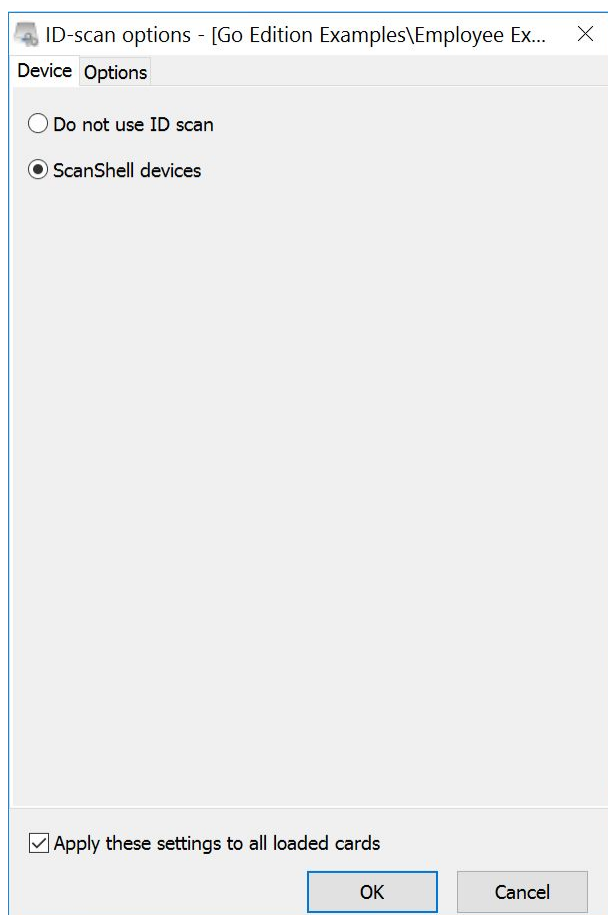 ID-scan options - [Go Edition Examples\Employee Ex...
Device Options
Do not use ID scan
ScanShell devices
Apply these settings to all loaded cards
OK Cancel